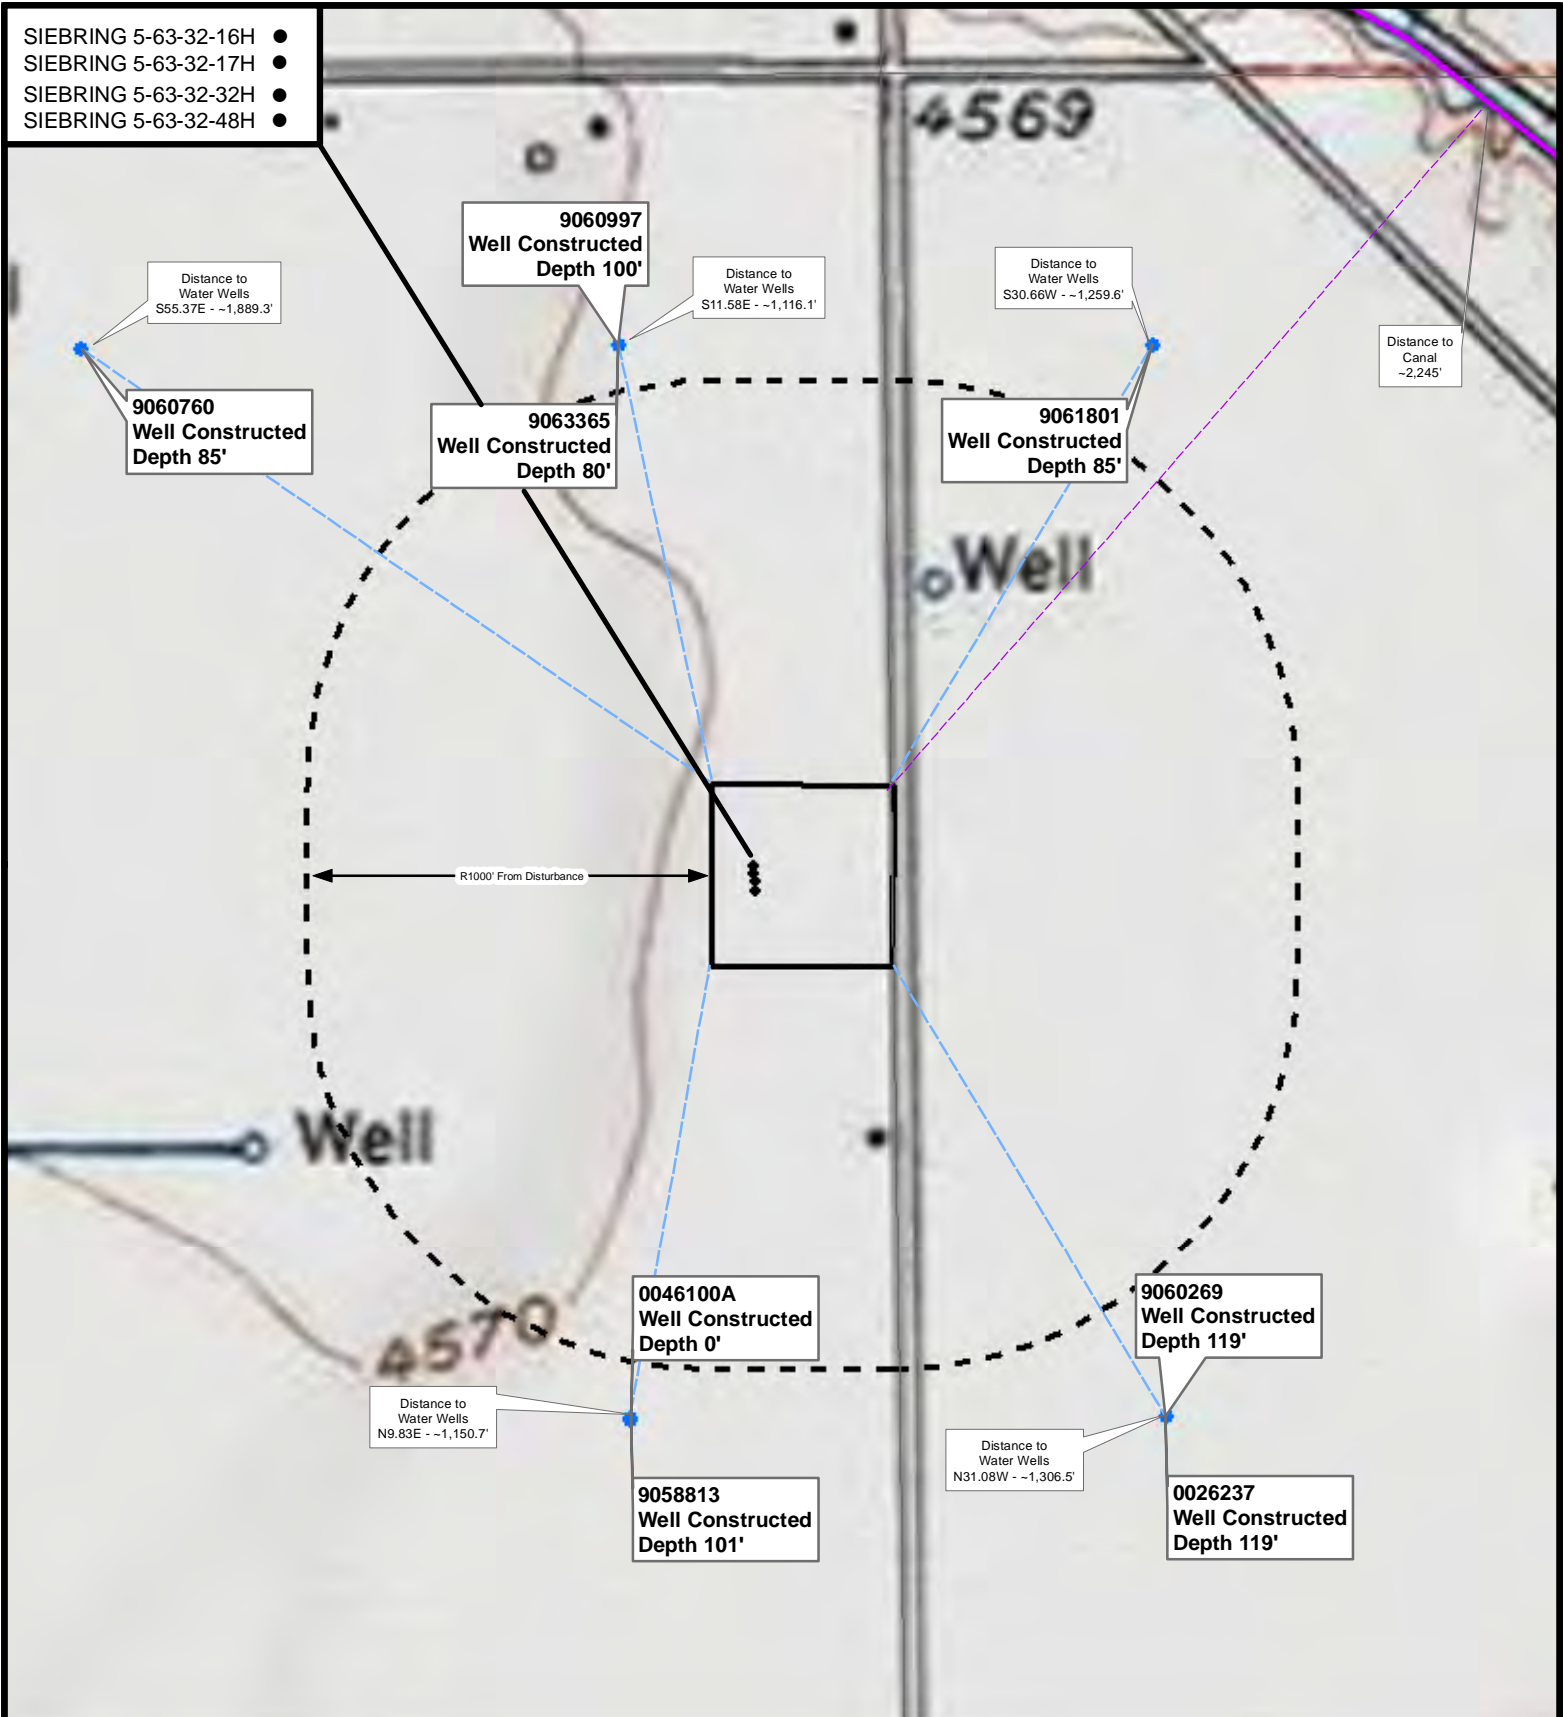 SIEBRING 5-63-32-16H
SIEBRING 5-63-32-17H
SIEBRING 5-63-32-32H
SIEBRING 5-63-32-48H
4569
9060997
Well Constructed
Depth 100'
Distance to
Water Wells
S55.37E - ~1,889.3'
Distance to
Water Wells
S11.58E - ~1,116.1'
Distance to
Water Wells
S30.66W - ~1,259.6'
Distance to
Canal
~2,245'
9060760
Well Constructed
Depth 85'
9063365
Well Constructed
Depth 80'
9061801
Well Constructed
Depth 85'
Well
R1000' From Disturbance
Well
4570
0046100A
Well Constructed
Depth 0'
9060269
Well Constructed
Depth 119'
Distance to
Water Wells
N9.83E - ~1,150.7'
Distance to
Water Wells
N31.08W - ~1,306.5'
9058813
Well Constructed
Depth 101'
0026237
Well Constructed
Depth 119'